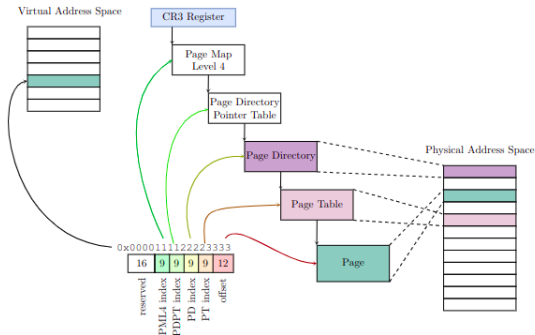 Virtual Address Space
CR3 Register
Page Map
Level 4
Page Directory
Pointer Table
Page Directory
Physical Address Space
Page Table
Page
0x0000111122223333
16 9 9 9 9 12
reserved
PML4 index
PDPT index
PD index
PT index
offset